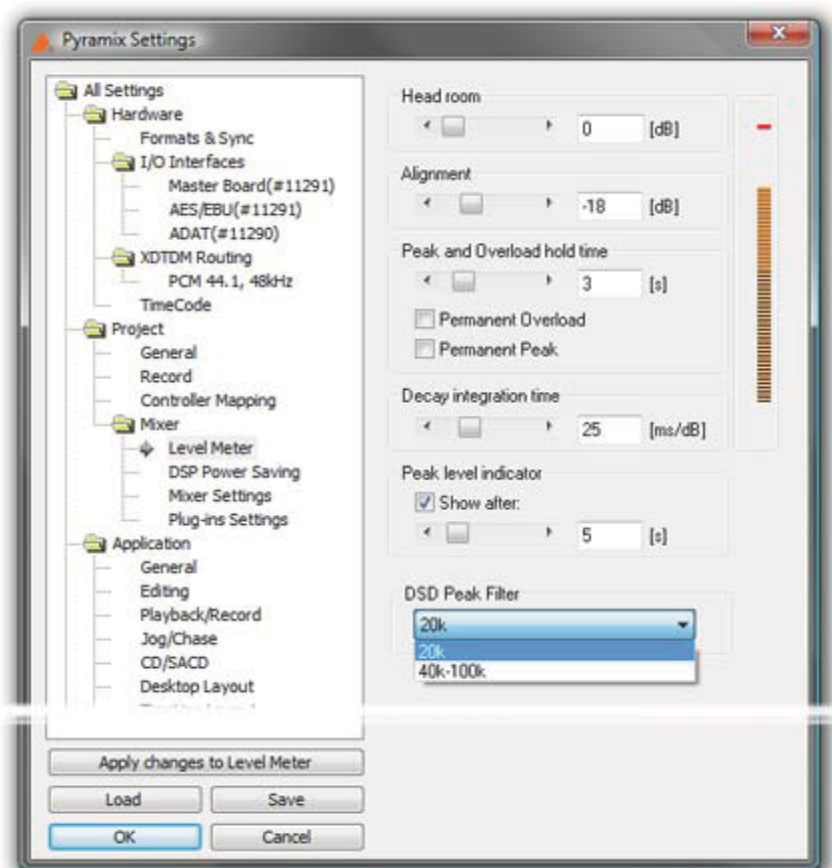 Pyramix Settings
All Settings
Hardware
Formats & Sync
I/O Interfaces
Master Board(#11291)
AES/EBU(#11291)
ADAT(#11290)
XDTDM Routing
PCM 44.1, 48kHz
TimeCode
Project
General
Record
Controller Mapping
Mixer
Level Meter
DSP Power Saving
Mixer Settings
Plug-ins Settings
Application
General
Editing
Playback/Record
Jog/Chase
CD/SACD
Desktop Layout
Apply changes to Level Meter
Load Save
OK Cancel
Head room
0 [dB]
Alignment
-18 [dB]
Peak and Overload hold time
3 [s]
Permanent Overload
Permanent Peak
Decay integration time
25 [ms/dB]
Peak level indicator
Show after:
5 [s]
DSD Peak Filter
20k
20k
40k-100k